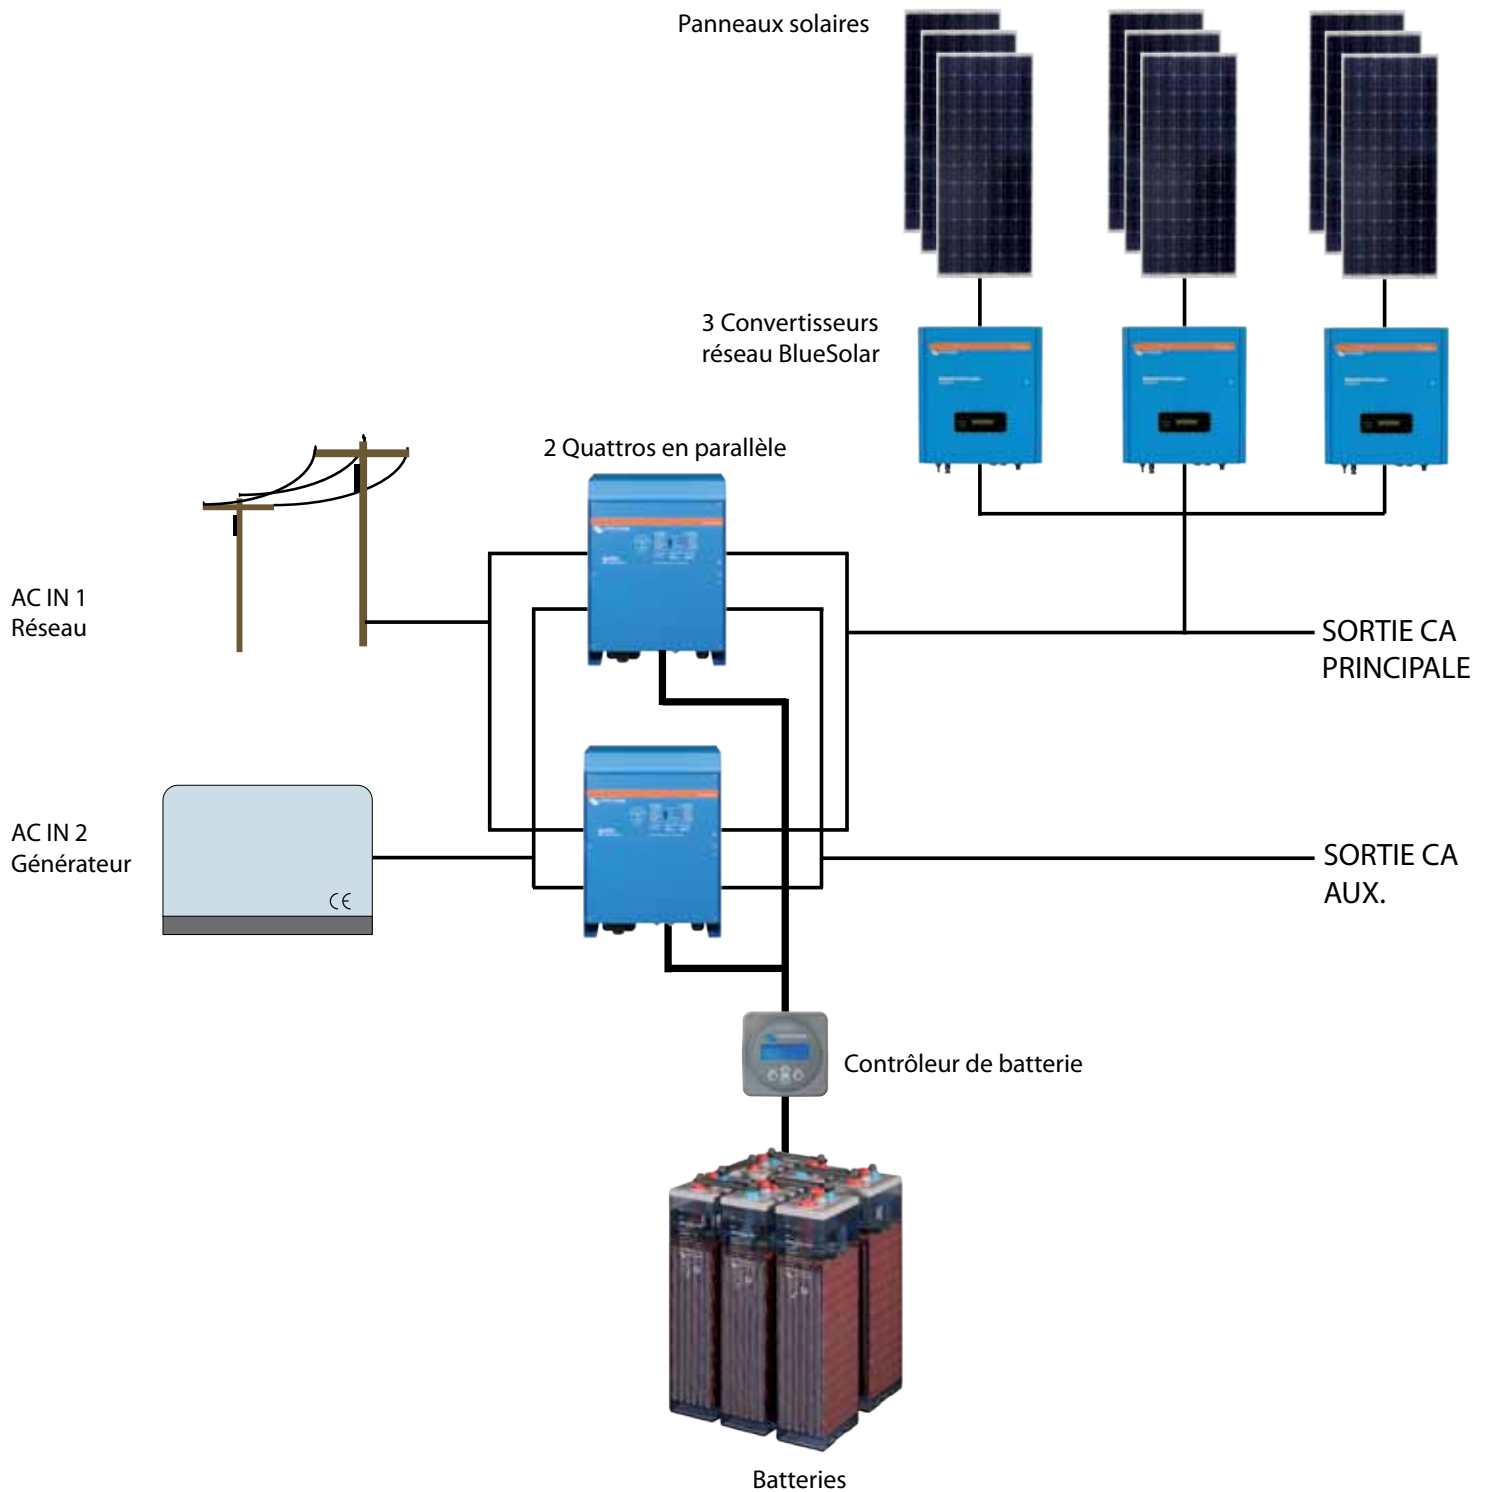 Panneaux solaires
3 Convertisseurs
réseau BlueSolar
2 Quattros en parallèle
AC IN 1
Réseau
SORTIE CA
PRINCIPALE
AC IN 2
Générateur
CE
SORTIE CA
AUX.
Contrôleur de batterie
Batteries